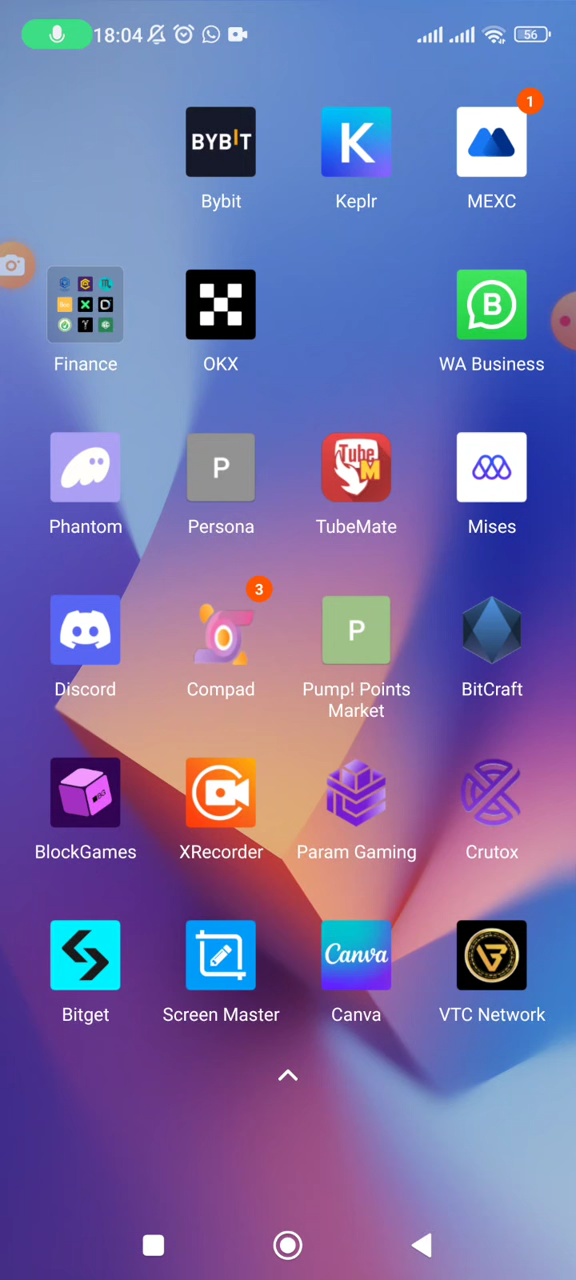 18:04
56
1
BYBIT
K
Bybit
Keplr
MEXC
B
Finance
OKX
WA Business
P
Tube
M
Phantom
Persona
TubeMate
Mises
3
P
Discord
Compad
Pump! Points
Market
BitCraft
BlockGames
XRecorder
Param Gaming
Crutox
Canva
Bitget
Screen Master
Canva
VTC Network